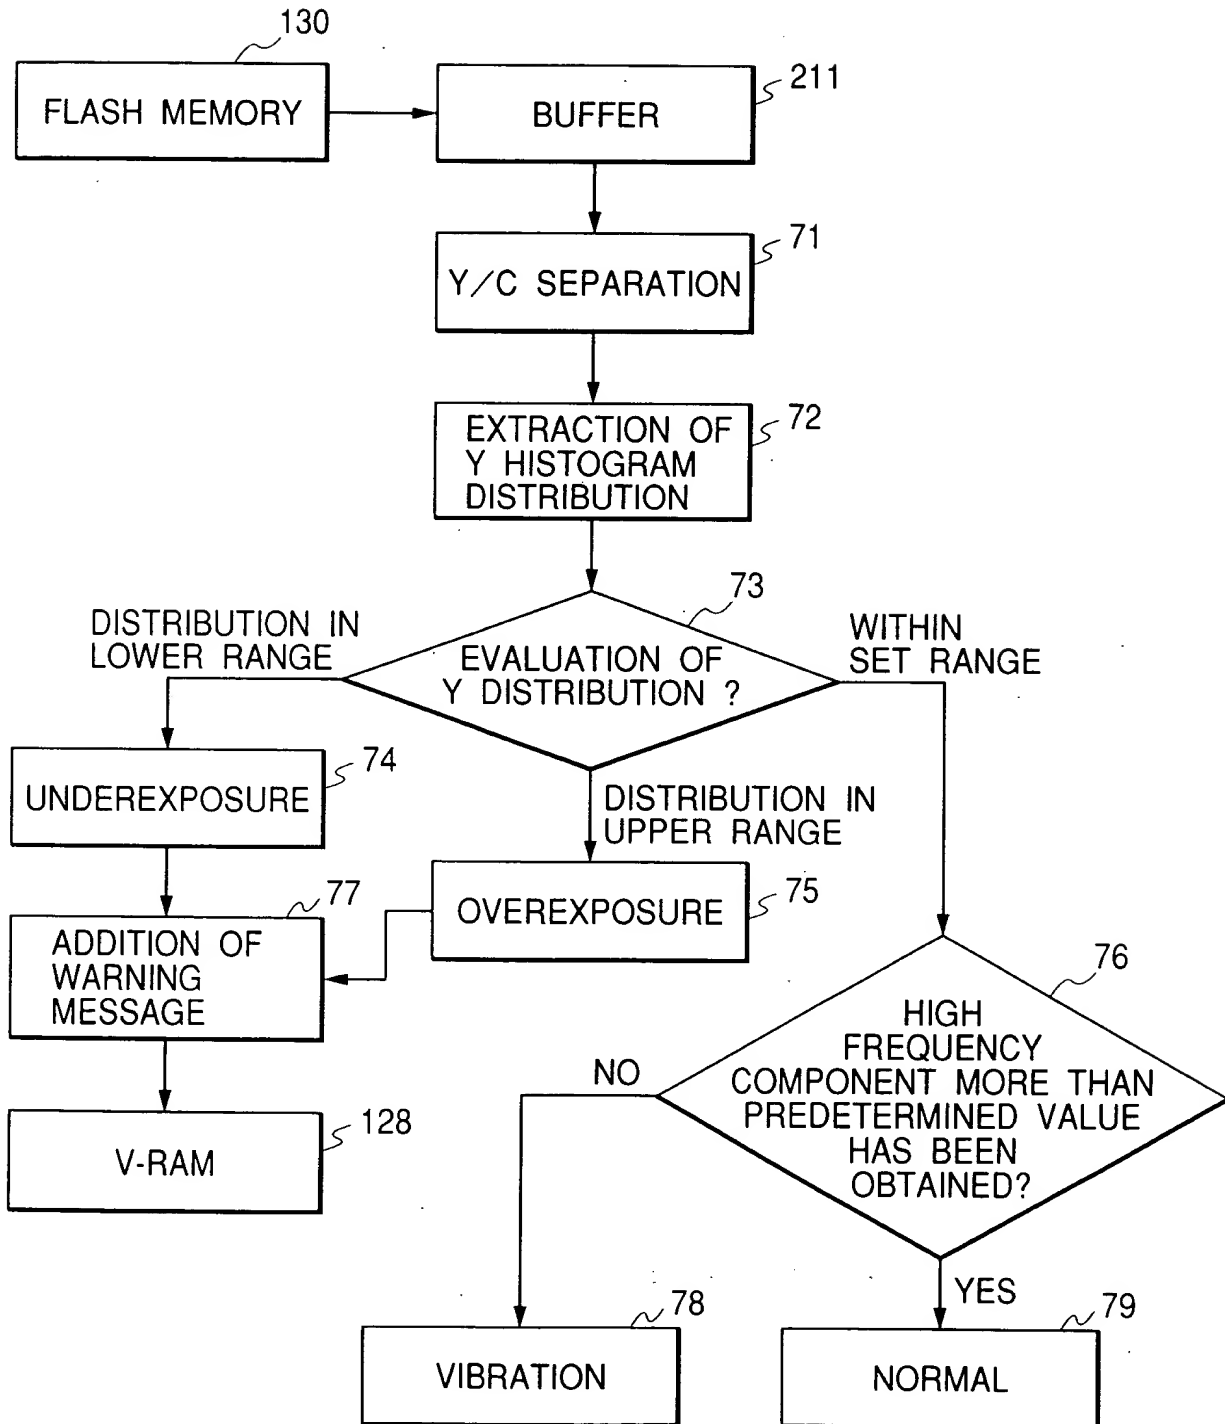 130
FLASH MEMORY
BUFFER
211
Y/C SEPARATION
71
EXTRACTION OF
Y HISTOGRAM
DISTRIBUTION
72
73
EVALUATION OF
Y DISTRIBUTION ?
DISTRIBUTION IN
LOWER RANGE
WITHIN
SET RANGE
74
UNDEREXPOSURE
DISTRIBUTION IN
UPPER RANGE
OVEREXPOSURE
75
77
ADDITION OF
WARNING
MESSAGE
V-RAM
128
76
HIGH
FREQUENCY
COMPONENT MORE THAN
PREDETERMINED VALUE
HAS BEEN
OBTAINED?
NO
YES
78
VIBRATION
79
NORMAL